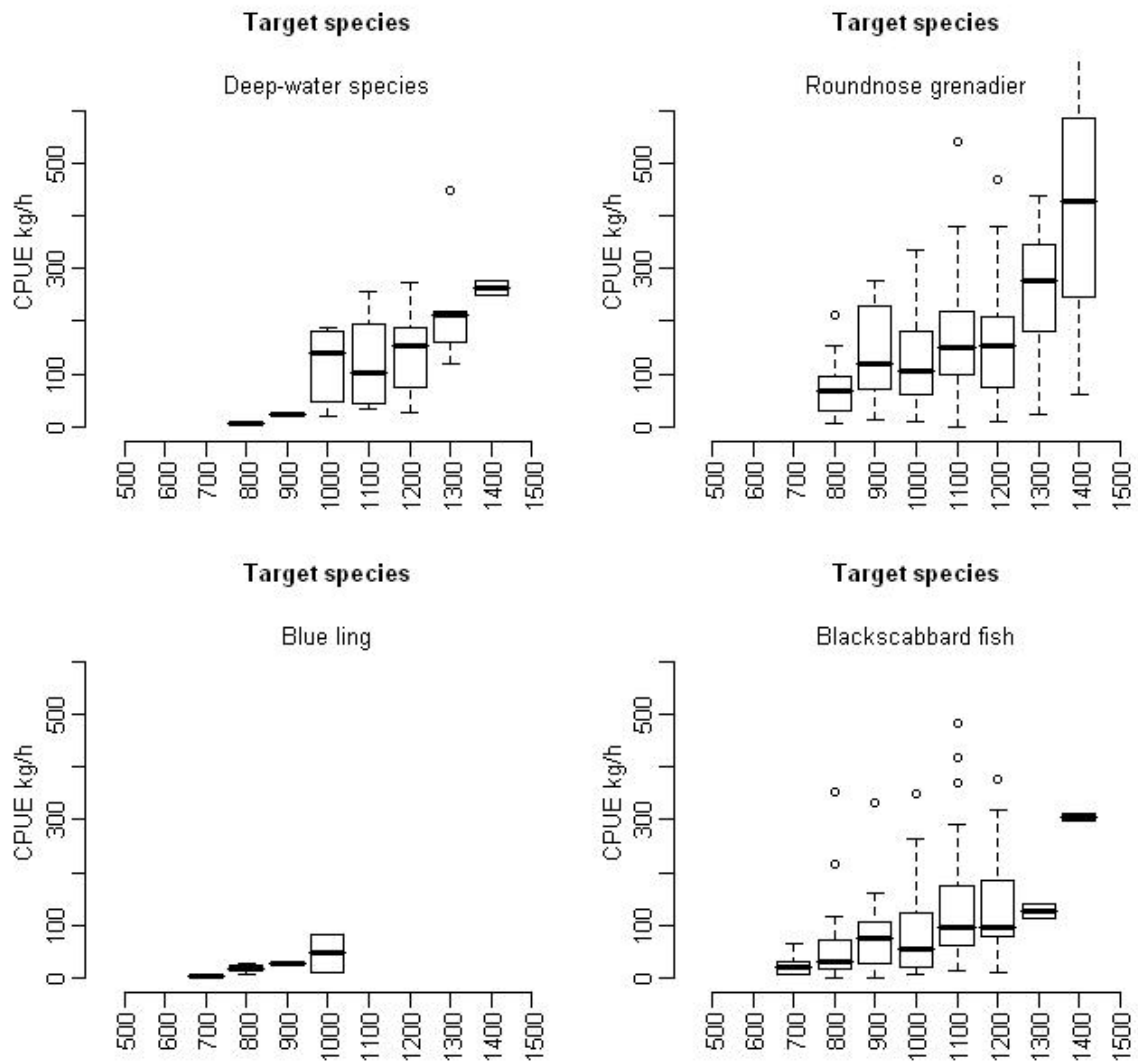 Target species
Deep-water species
CPUE kg/h
500
300
100
0
500 600 700 800 900 1000 1100 1200 1300 1400 1500
Target species
Roundnose grenadier
CPUE kg/h
500
300
100
0
500 600 700 800 900 1000 1100 1200 1300 1400 1500
Target species
Blue ling
CPUE kg/h
500
300
100
0
500 600 700 800 900 1000 1100 1200 1300 1400 1500
Target species
Blackscabbard fish
CPUE kg/h
500
300
100
0
500 600 700 800 900 1000 1100 1200 1300 1400 1500